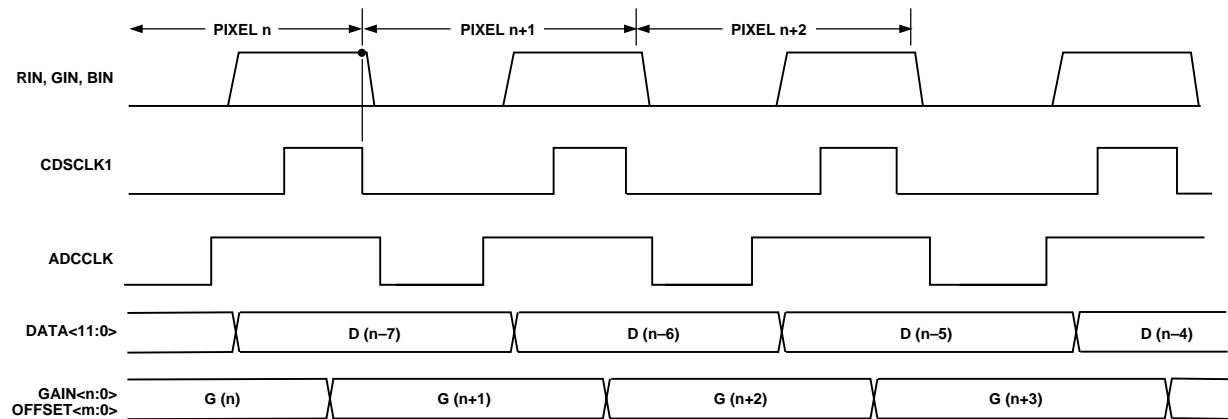 PIXEL n PIXEL n+1 PIXEL n+2
RIN, GIN, BIN
CDSCLK1
ADCCLK
DATA<11:0> D (n–7) D (n–6) D (n–5) D (n–4)
GAIN<n:0>
OFFSET<m:0> G (n) G (n+1) G (n+2) G (n+3)